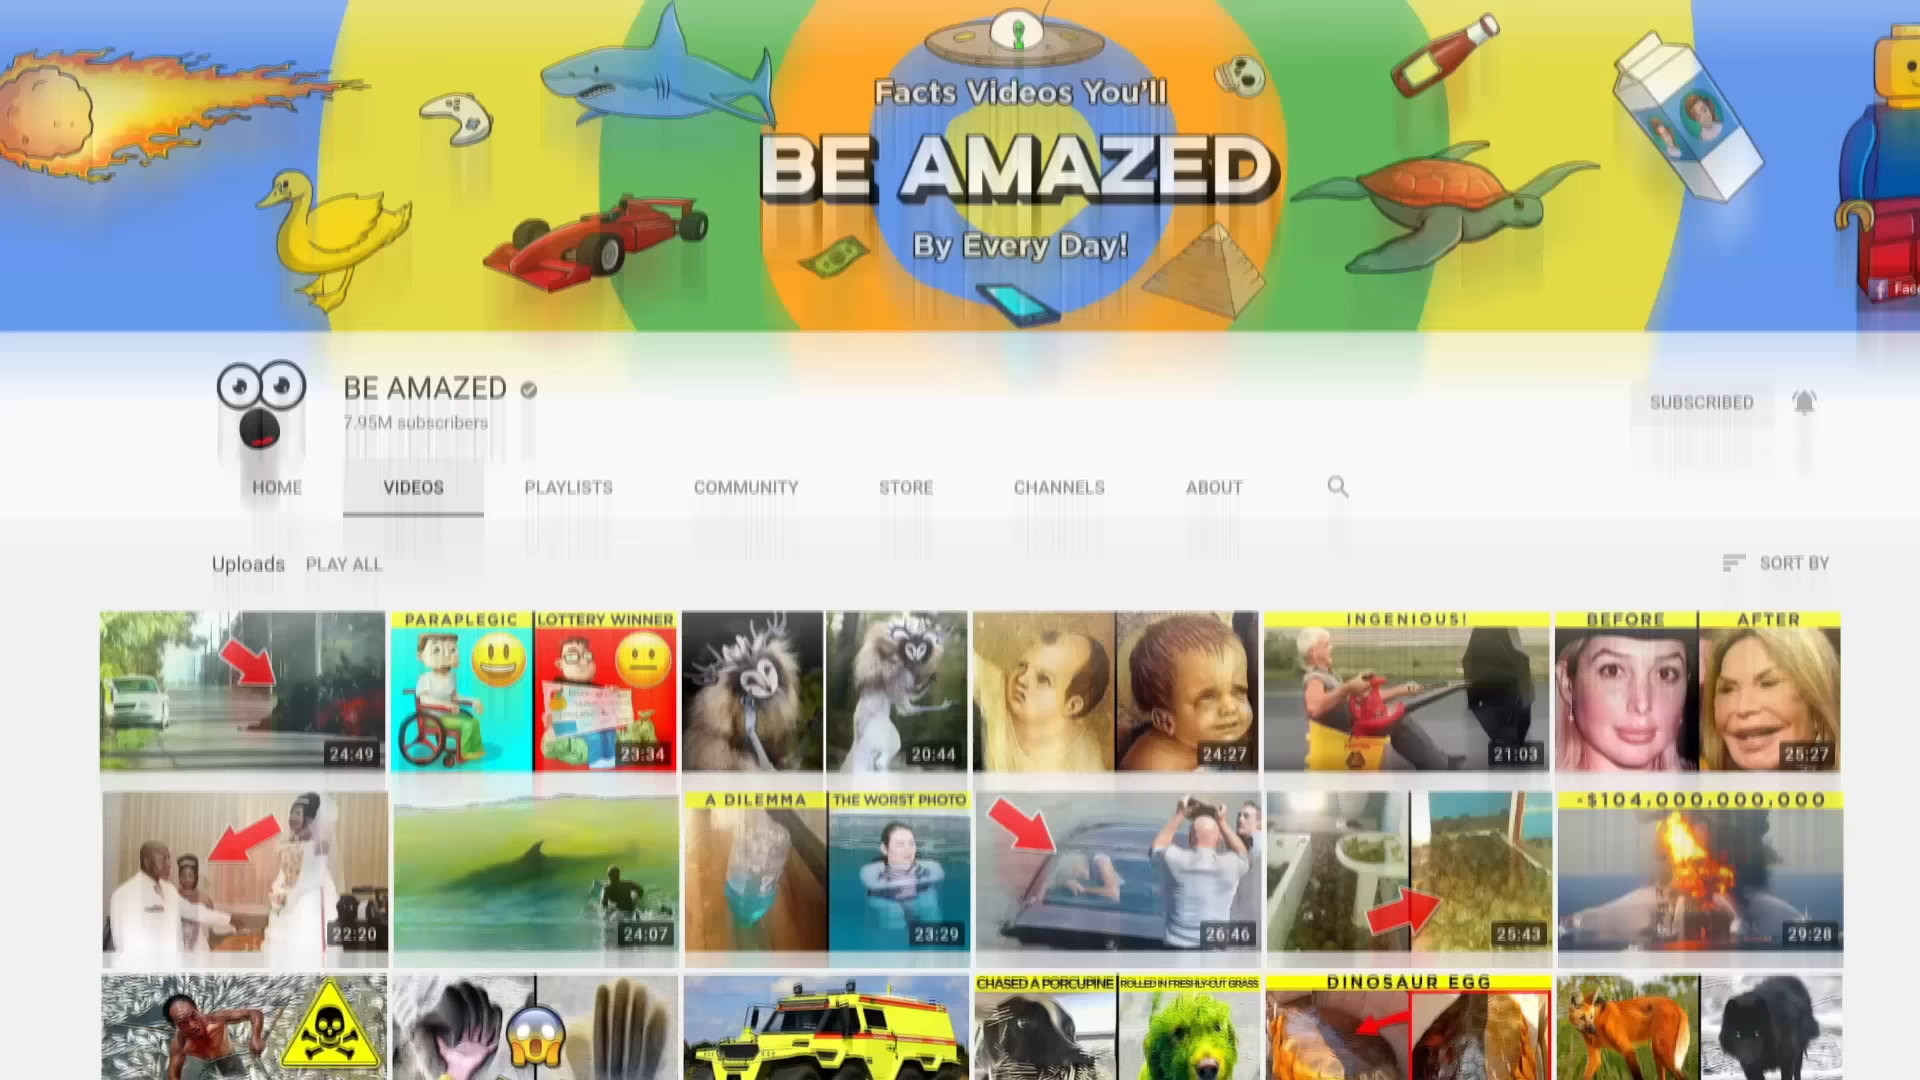 Facts Videos You'll
BE AMAZED
By Every Day!
BE AMAZED
7.95M subscribers
SUBSCRIBED
HOME VIDEOS PLAYLISTS COMMUNITY STORE CHANNELS ABOUT
Uploads PLAY ALL SORT BY
PARAPLEGIC LOTTERY WINNER INGENIOUS! BEFORE AFTER
24:49 23:34 20:44 24:27 21:03 25:27
A DILEMMA THE WORST PHOTO -$104,000,000,000
22:20 24:07 23:29 26:46 25:43 29:28
CHASED A PORCUPINE ROLLED IN FRESHLY-CUT GRASS DINOSAUR EGG